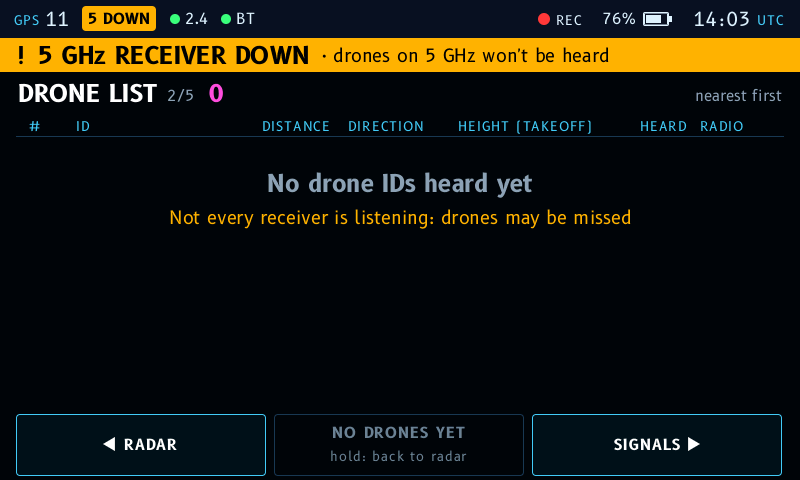 GPS 11 5 DOWN 2.4 BT REC 76% 14:03 UTC
! 5 GHz RECEIVER DOWN · drones on 5 GHz won't be heard
DRONE LIST 2/5 0 nearest first
# ID DISTANCE DIRECTION HEIGHT (TAKEOFF) HEARD RADIO
No drone IDs heard yet
Not every receiver is listening: drones may be missed
◀ RADAR
NO DRONES YET
hold: back to radar
SIGNALS ▶